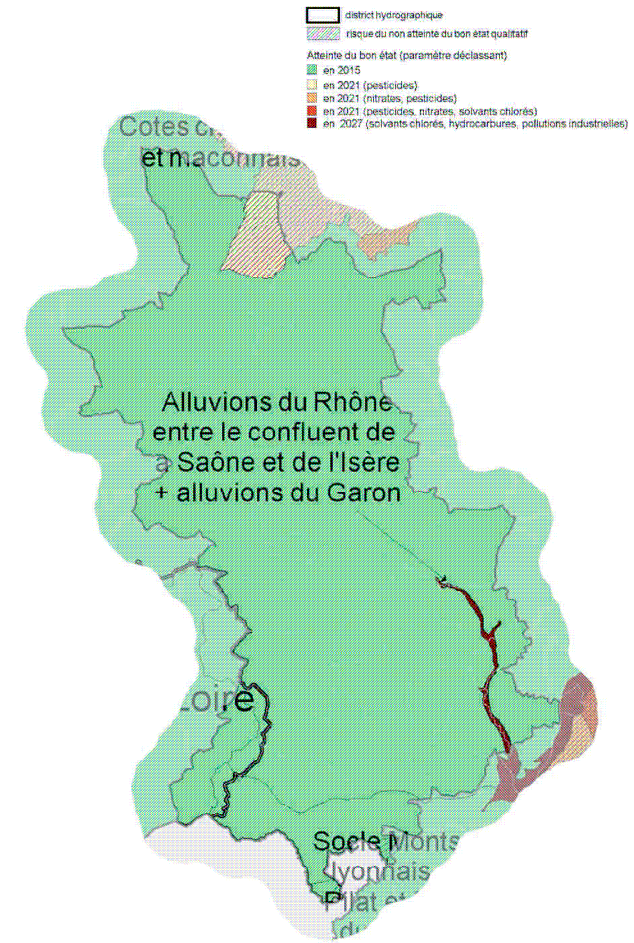 district hydrographique
risque du non atteinte du bon état qualitatif
Atteinte du bon état (paramètre déclassant)
en 2015
en 2021 (pesticides)
en 2021 (nitrates, pesticides)
en 2021 (pesticides, nitrates, solvants chlorés)
en 2027 (solvants chlorés, hydrocarbures, pollutions industrielles)
Cotes
et maconnais
Alluvions du Rhône
entre le confluent de
a Saône et de l'Isère
+ alluvions du Garon
Loire
Socle Monts
lyonnais
Pilat et